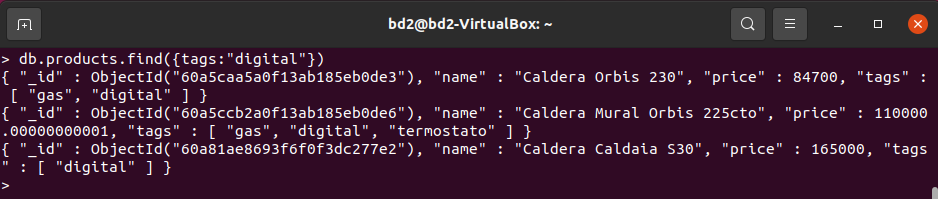 bd2@bd2-VirtualBox: ~
> db.products.find({tags:"digital"})
{ "_id" : ObjectId("60a5caa5a0f13ab185eb0de3"), "name" : "Caldera Orbis 230", "price" : 84700, "tags" :
 [ "gas", "digital" ] }
{ "_id" : ObjectId("60a5ccb2a0f13ab185eb0de6"), "name" : "Caldera Mural Orbis 225cto", "price" : 110000
.00000000001, "tags" : [ "gas", "digital", "termostato" ] }
{ "_id" : ObjectId("60a81ae8693f6f0f3dc277e2"), "name" : "Caldera Caldaia S30", "price" : 165000, "tags
" : [ "digital" ] }
>